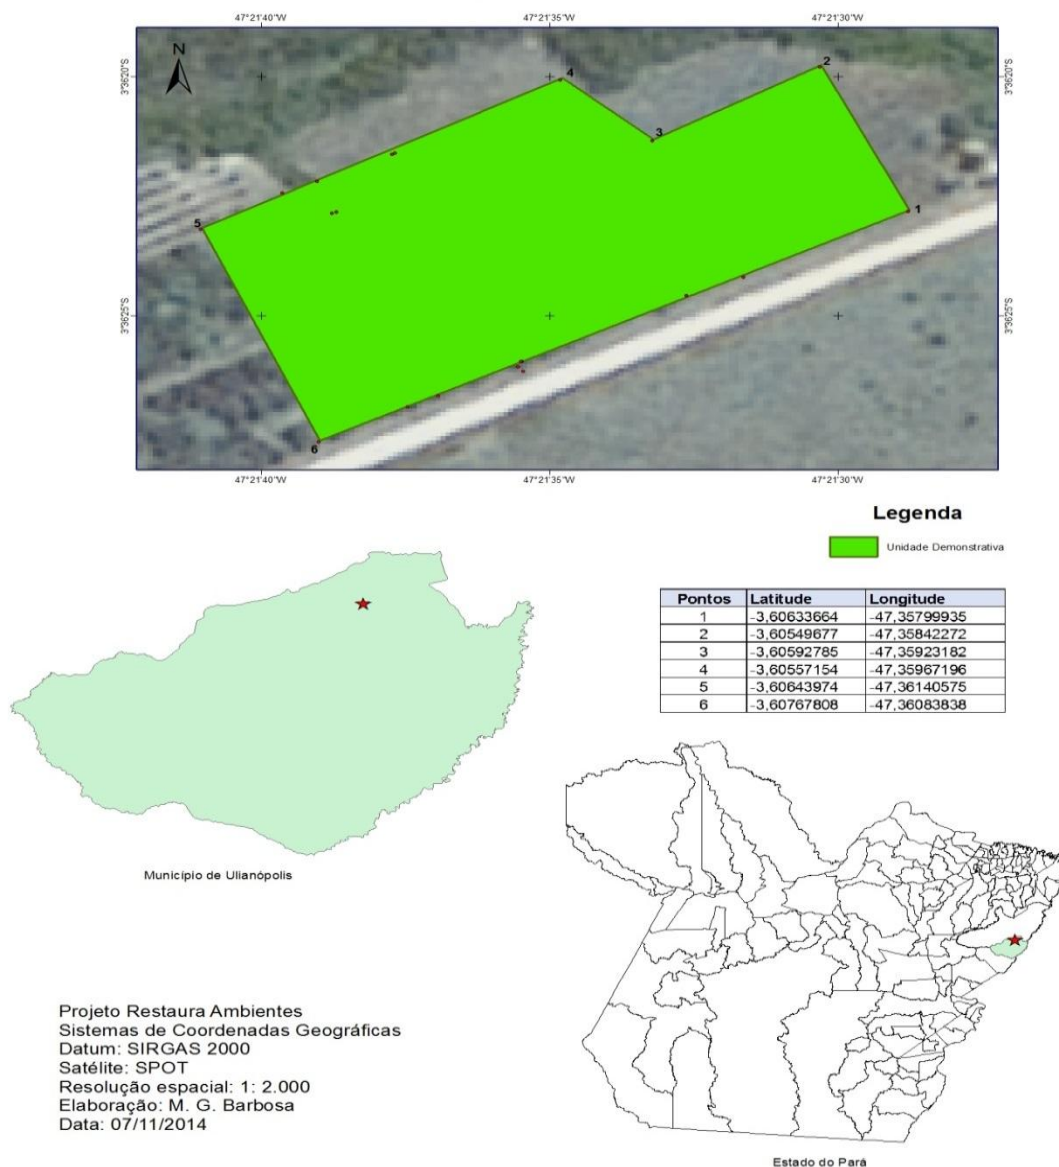 47°21'40"W 47°21'35"W 47°21'30"W
N
2
3°36'20"S 4 3°36'20"S
3
5 1
3°36'25"S 3°36'25"S
6
47°21'40"W 47°21'35"W 47°21'30"W
Legenda
Unidade Demonstrativa
Pontos Latitude Longitude
1 -3,60633664 -47,35799935
2 -3,60549677 -47,35842272
3 -3,60592785 -47,35923182
4 -3,60557154 -47,35967196
5 -3,60643974 -47,36140575
6 -3,60767808 -47,36083838
Município de Ulianópolis
Projeto Restaura Ambientes
Sistemas de Coordenadas Geográficas
Datum: SIRGAS 2000
Satélite: SPOT
Resolução espacial: 1: 2.000
Elaboração: M. G. Barbosa
Data: 07/11/2014
Estado do Pará